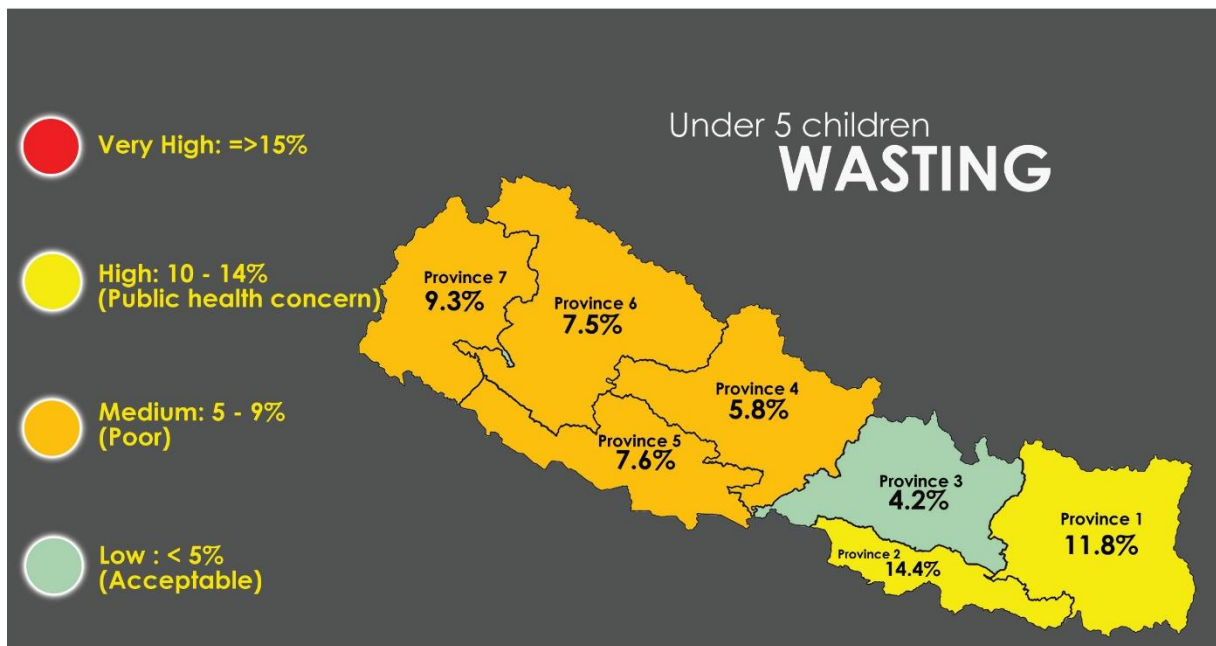 Under 5 children
WASTING
Very High: =>15%
High: 10 - 14%
(Public health concern)
Medium: 5 - 9%
(Poor)
Low : < 5%
(Acceptable)
Province 7
9.3%
Province 6
7.5%
Province 4
5.8%
Province 5
7.6%
Province 3
4.2%
Province 1
11.8%
Province 2
14.4%